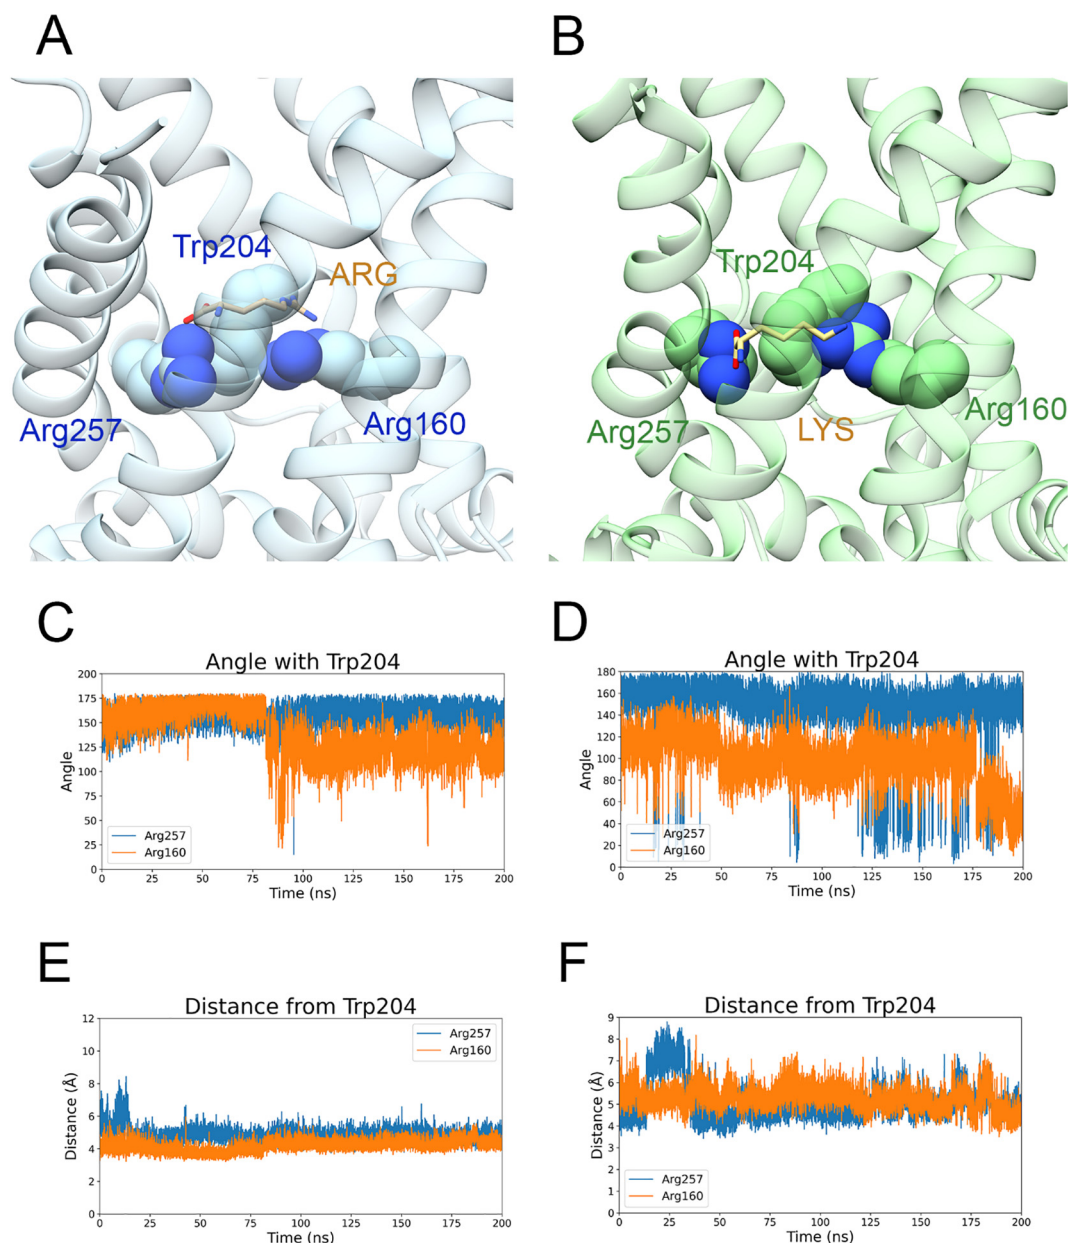 A
B
Trp204
ARG
Arg257
Arg160
Trp204
Arg257
LYS
Arg160
C
D
Angle with Trp204
Angle
200
175
150
125
100
75
50
25
0
Arg257
Arg160
0 25 50 75 100 125 150 175 200
Time (ns)
Angle with Trp204
Angle
180
160
140
120
100
80
60
40
20
0
Arg257
Arg160
0 25 50 75 100 125 150 175 200
Time (ns)
E
F
Distance from Trp204
Distance (Å)
12
10
8
6
4
2
0
Arg257
Arg160
0 25 50 75 100 125 150 175 200
Time (ns)
Distance from Trp204
Distance (Å)
9
8
7
6
5
4
3
2
1
0
Arg257
Arg160
0 25 50 75 100 125 150 175 200
Time (ns)